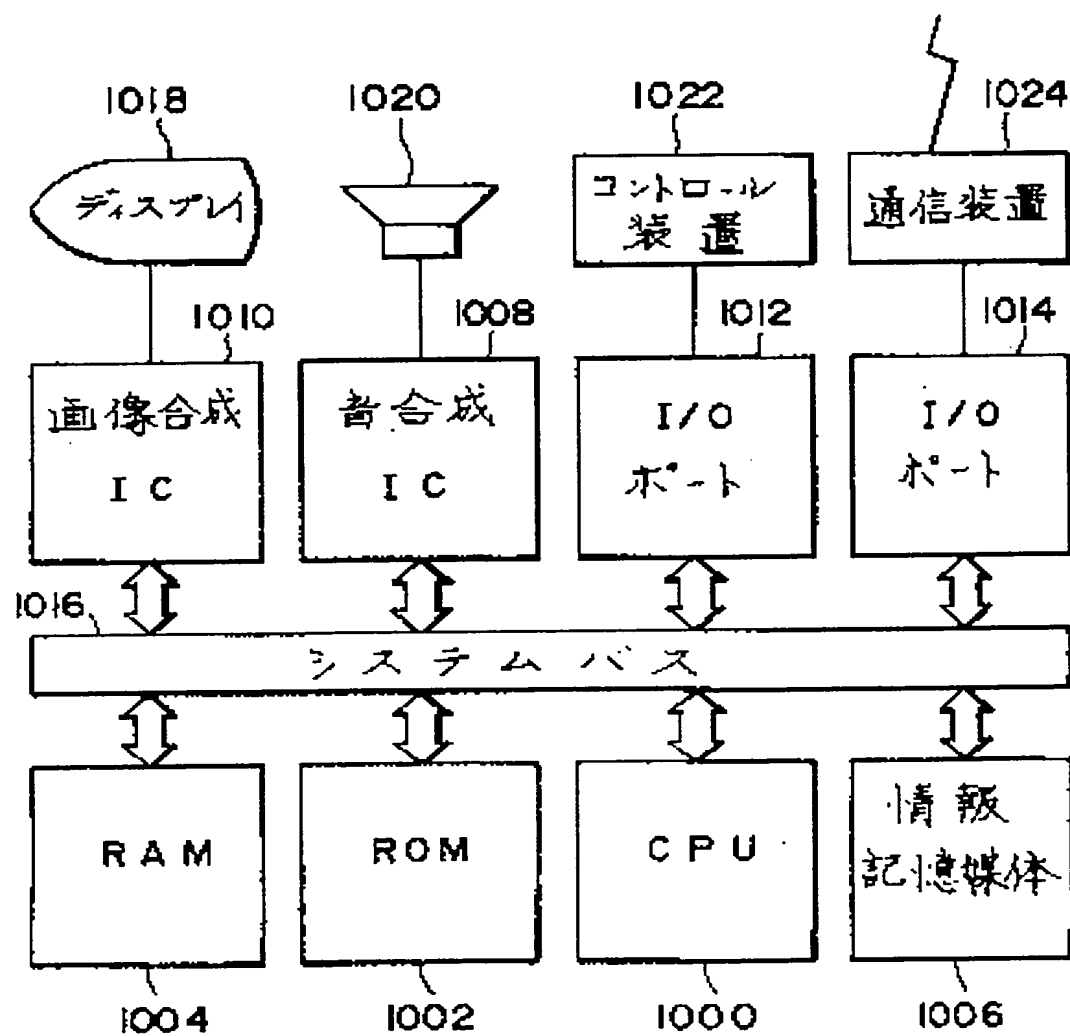 1018
1020
1022
1024
ディスプレイ
コントロール
装置
通信装置
1010
1008
1012
1014
画像合成
IC
音合成
IC
I/O
ポート
I/O
ポート
1016
システムバス
RAM
ROM
CPU
情報
記憶媒体
1004
1002
1000
1006